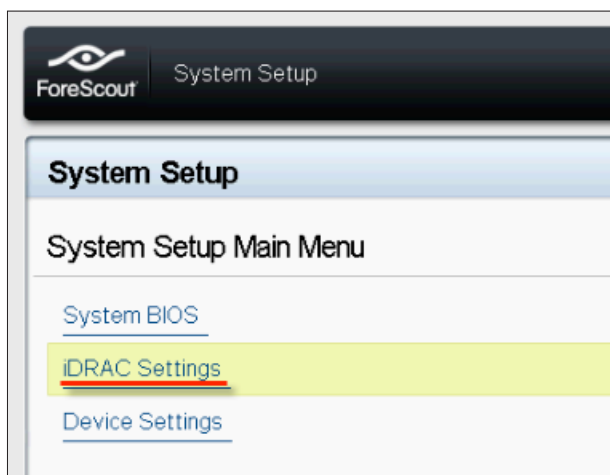 ForeScout
System Setup
System Setup
System Setup Main Menu
System BIOS
iDRAC Settings
Device Settings